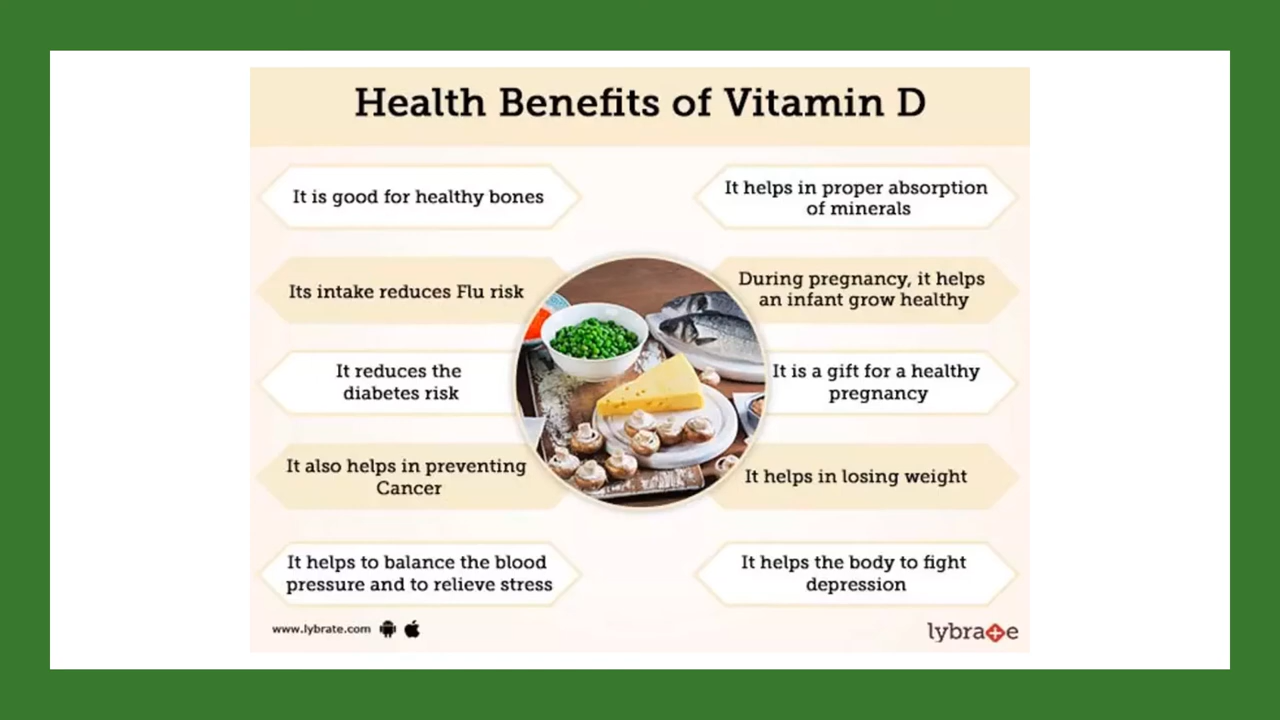 Health Benefits of Vitamin D
It is good for healthy bones
It helps in proper absorption
of minerals
Its intake reduces Flu risk
During pregnancy, it helps
an infant grow healthy
It reduces the
diabetes risk
It is a gift for a healthy
pregnancy
It also helps in preventing
Cancer
It helps in losing weight
It helps to balance the blood
pressure and to relieve stress
It helps the body to fight
depression
www.lybrate.com
lybrate